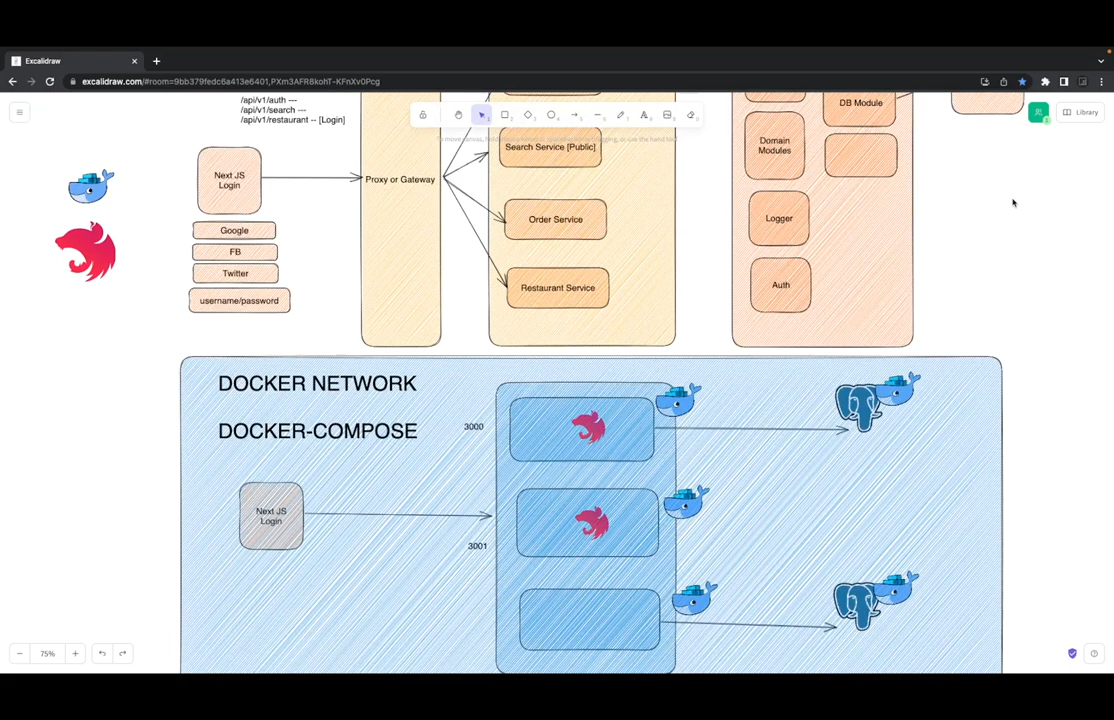 Excalidraw
excalidraw.com/#room=9bb379fedc6a413e6401,PXm3AFR8kohT-KFnXv0Pcg
/api/v1/auth ---
/api/v1/search ---
/api/v1/restaurant -- [Login]
Library
DB Module
Search Service [Public]
Domain
Modules
Next JS
Login
Proxy or Gateway
Order Service
Logger
Google
FB
Twitter
username/password
Restaurant Service
Auth
DOCKER NETWORK
DOCKER-COMPOSE
3000
Next JS
Login
3001
75%